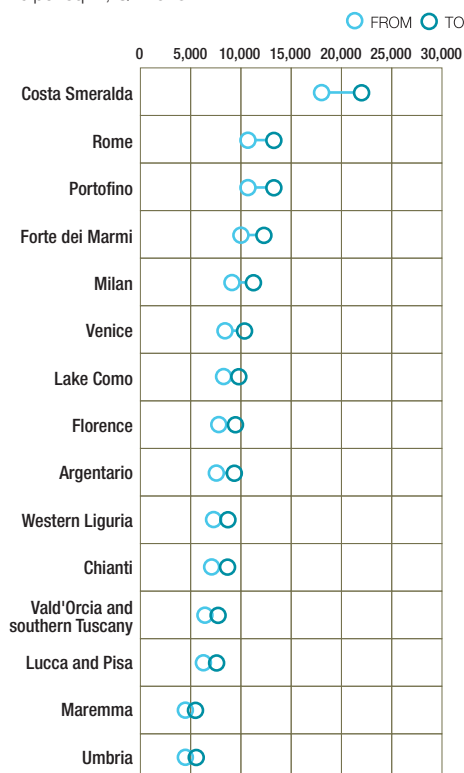 FROM TO
0 5,000 10,000 15,000 20,000 25,000 30,000
Costa Smeralda
Rome
Portofino
Forte dei Marmi
Milan
Venice
Lake Como
Florence
Argentario
Western Liguria
Chianti
Vald'Orcia and
southern Tuscany
Lucca and Pisa
Maremma
Umbria